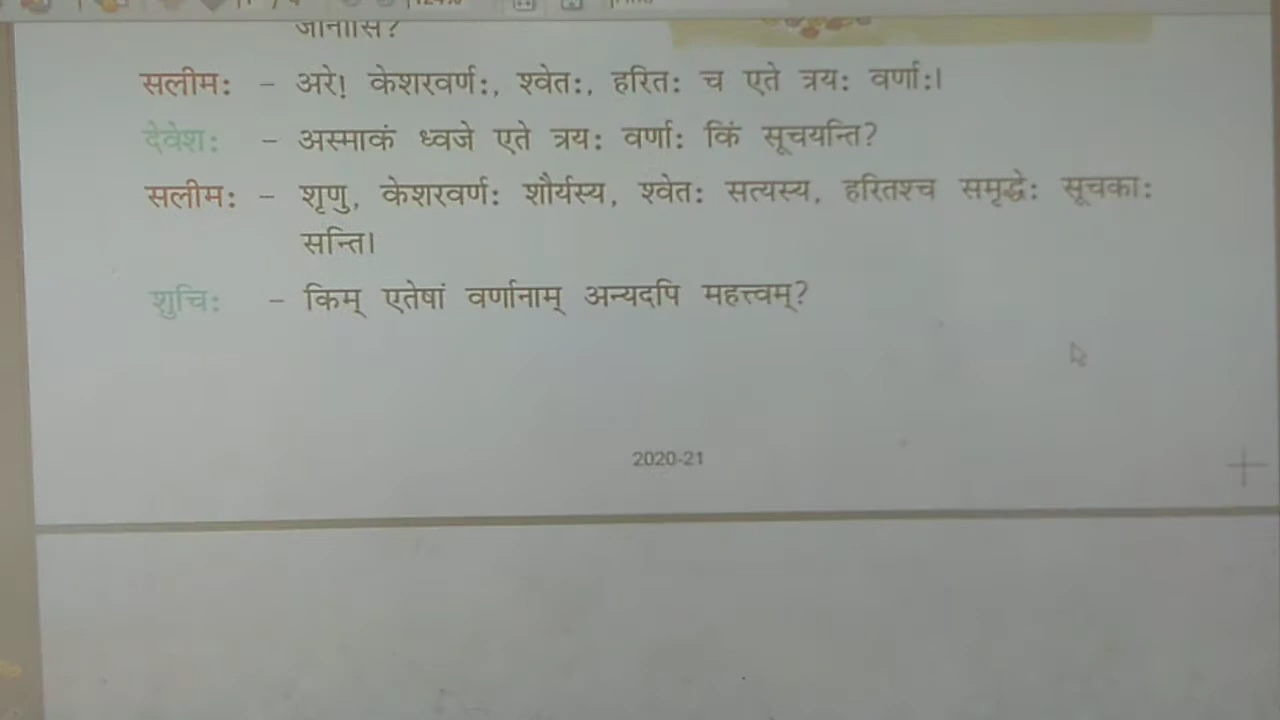 जानासि?
सलीमः – अरे! केशरवर्णः, श्वेतः, हरितः च एते त्रयः वर्णाः।
देवेशः – अस्माकं ध्वजे एते त्रयः वर्णाः किं सूचयन्ति?
सलीमः – शृणु, केशरवर्णः शौर्यस्य, श्वेतः सत्यस्य, हरितश्च समृद्धेः सूचकाः
सन्ति।
शुचिः – किम् एतेषां वर्णानाम् अन्यदपि महत्त्वम्?
2020-21